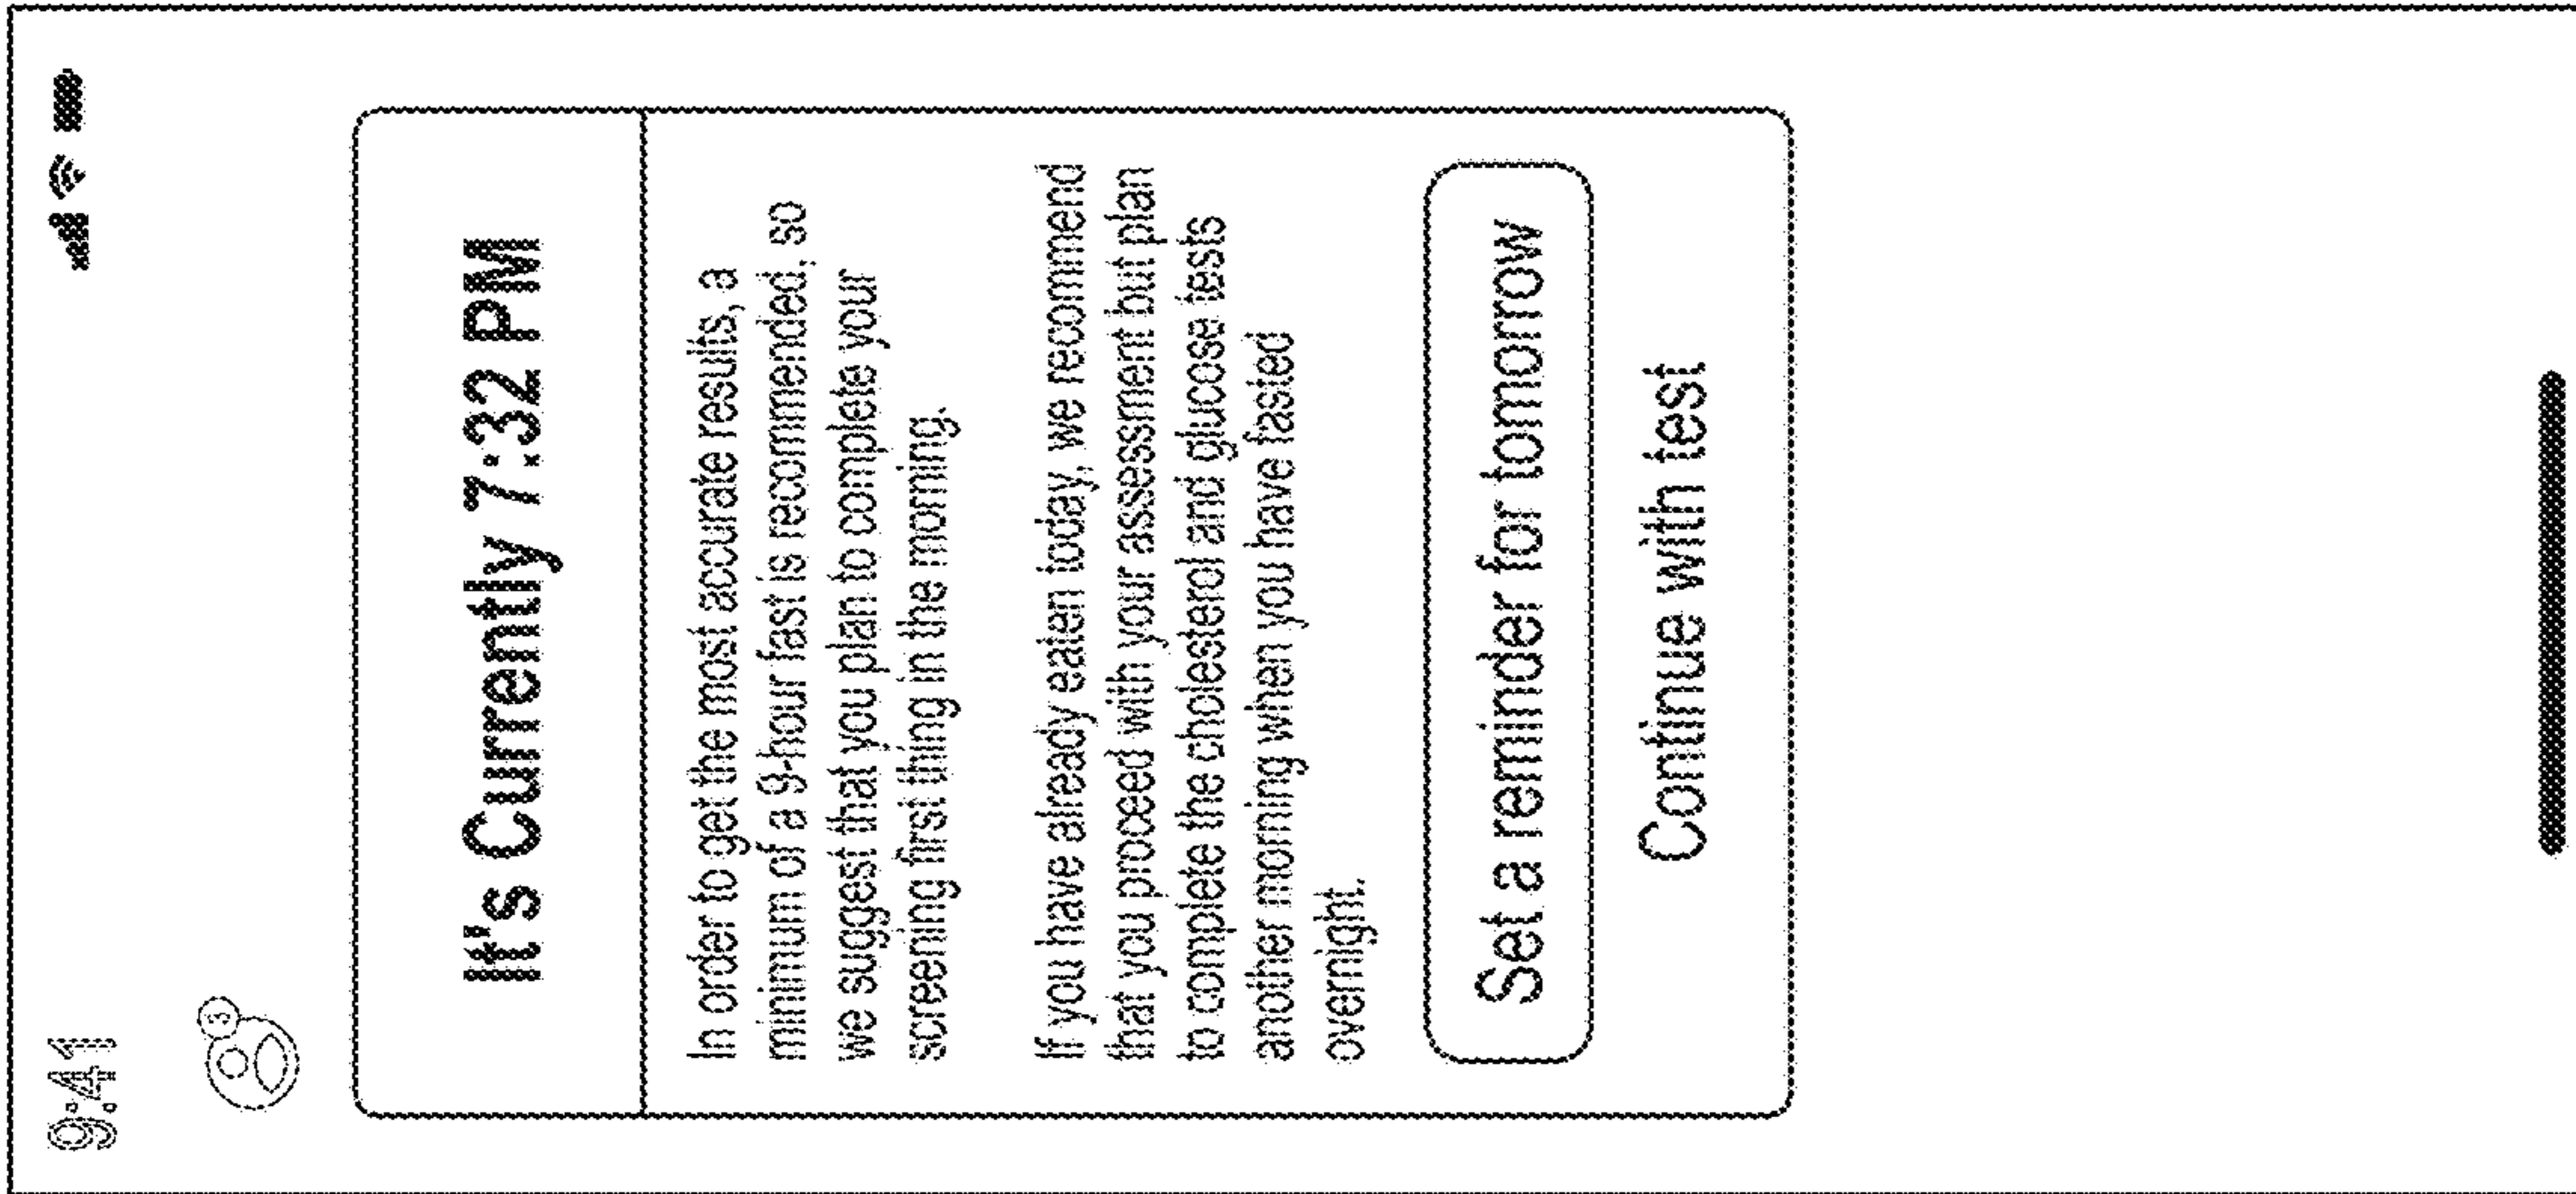 9:41
3
It's Currently 7:32 PM
In order to get the most accurate results, a
minimum of a 9-hour fast is recommended, so
we suggest that you plan to complete your
screening first thing in the morning.
If you have already eaten today, we recommend
that you proceed with your assessment but plan
to complete the cholesterol and glucose tests
another morning when you have fasted
overnight.
Set a reminder for tomorrow
Continue with test